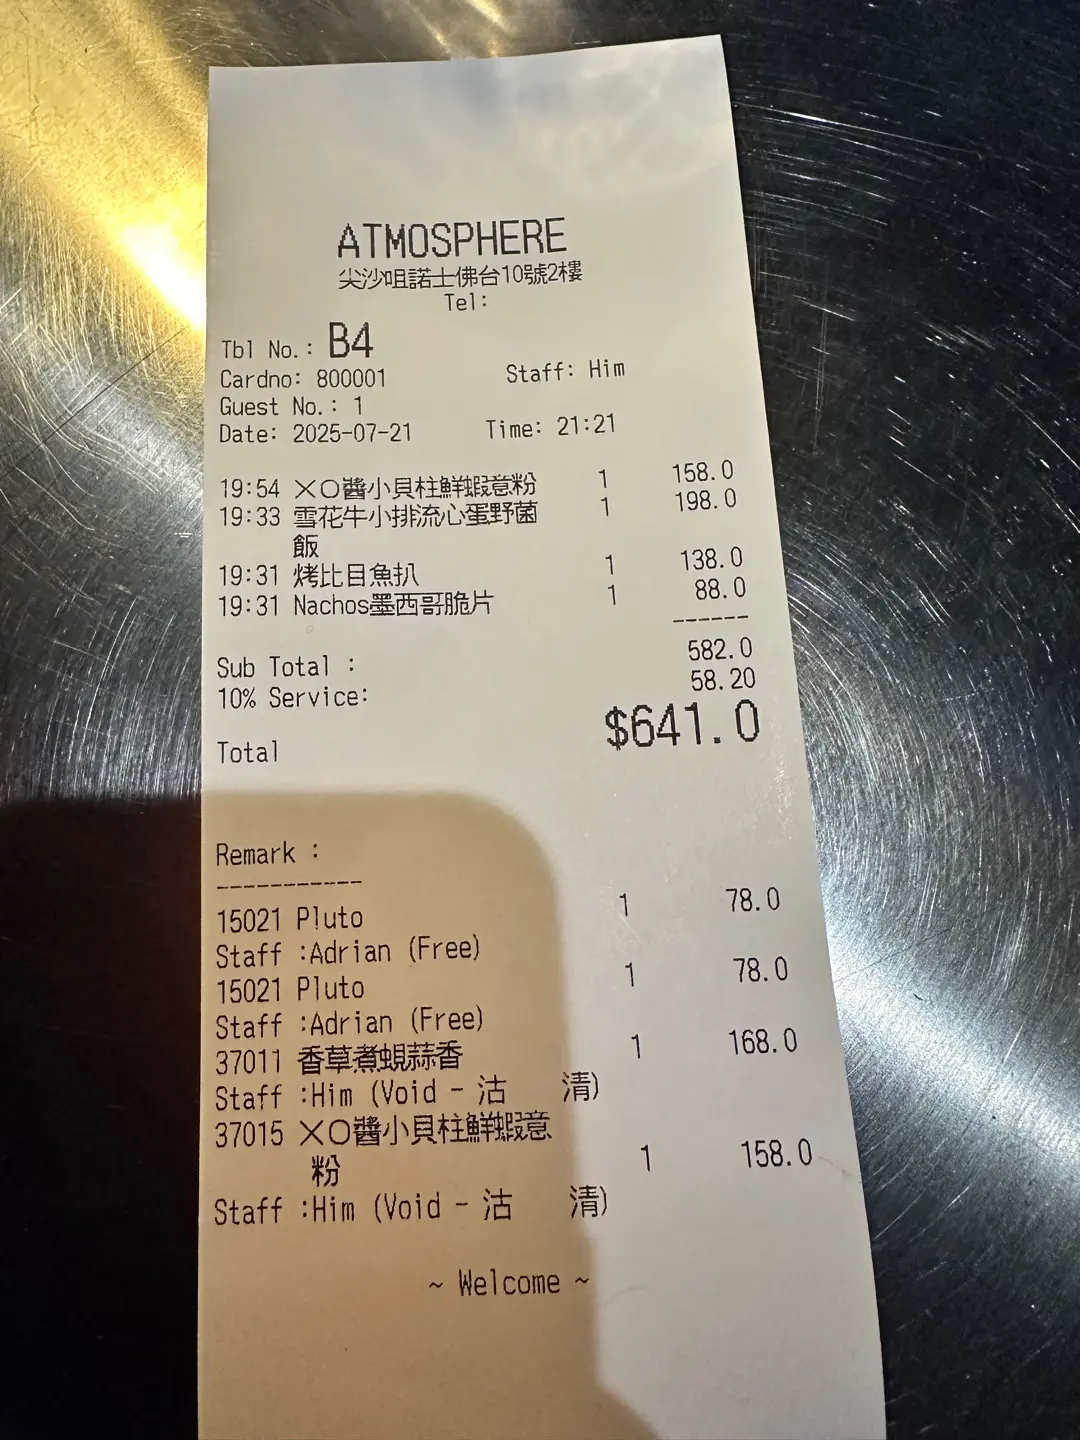 ATMOSPHERE
尖沙咀諾士佛台10號2樓
Tel:
Tbl No.: B4
Cardno: 800001 Staff: Him
Guest No.: 1
Date: 2025-07-21 Time: 21:21
19:54 XO醬小貝柱鮮蝦意粉 1 158.0
19:33 雪花牛小排流心蛋野菌 1 198.0
飯
19:31 烤比目魚扒 1 138.0
19:31 Nachos墨西哥脆片 1 88.0
------
Sub Total : 582.0
10% Service: 58.20
Total $641.0
Remark :
-----------
15021 Pluto 1 78.0
Staff :Adrian (Free)
15021 Pluto 1 78.0
Staff :Adrian (Free)
37011 香草煮蜆蒜香 1 168.0
Staff :Him (Void - 沽 清)
37015 XO醬小貝柱鮮蝦意
粉 1 158.0
Staff :Him (Void - 沽 清)
~ Welcome ~